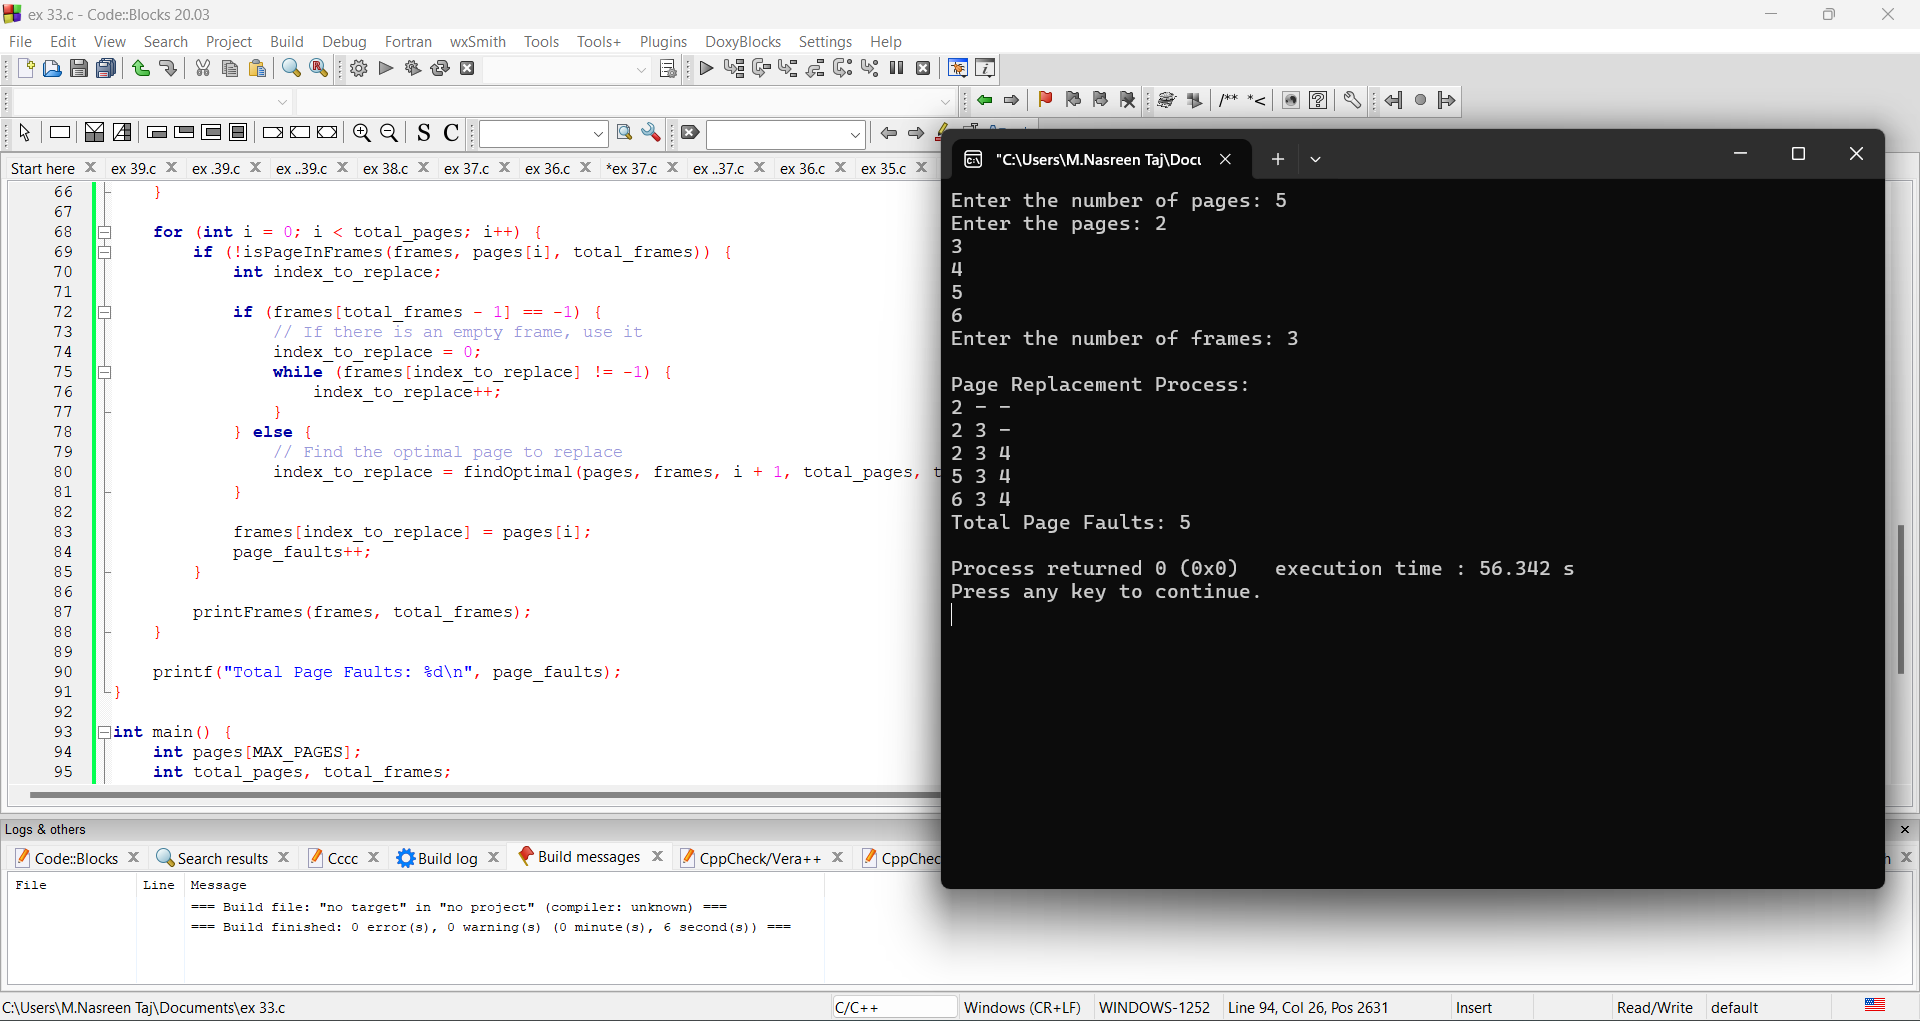 ex 33.c - Code::Blocks 20.03
File Edit View Search Project Build Debug Fortran wxSmith Tools Tools+ Plugins DoxyBlocks Settings Help
/** *<
S C
Start here ex 39.c ex .39.c ex ..39.c ex 38.c ex 37.c ex 36.c *ex 37.c ex ..37.c ex 36.c ex 35.c
66 }
67
68 for (int i = 0; i < total_pages; i++) {
69 if (!isPageInFrames(frames, pages[i], total_frames)) {
70 int index_to_replace;
71
72 if (frames[total_frames - 1] == -1) {
73 // If there is an empty frame, use it
74 index_to_replace = 0;
75 while (frames[index_to_replace] != -1) {
76 index_to_replace++;
77 }
78 } else {
79 // Find the optimal page to replace
80 index_to_replace = findOptimal(pages, frames, i + 1, total_pages, t
81 }
82
83 frames[index_to_replace] = pages[i];
84 page_faults++;
85 }
86
87 printFrames(frames, total_frames);
88 }
89
90 printf("Total Page Faults: %d\n", page_faults);
91 }
92
93 int main() {
94 int pages[MAX_PAGES];
95 int total_pages, total_frames;
"C:\Users\M.Nasreen Taj\Docu
Enter the number of pages: 5
Enter the pages: 2
3
4
5
6
Enter the number of frames: 3
Page Replacement Process:
2 - -
2 3 -
2 3 4
5 3 4
6 3 4
Total Page Faults: 5
Process returned 0 (0x0)   execution time : 56.342 s
Press any key to continue.
Logs & others
Code::Blocks Search results Cccc Build log Build messages CppCheck/Vera++ CppChec
File Line Message
=== Build file: "no target" in "no project" (compiler: unknown) ===
=== Build finished: 0 error(s), 0 warning(s) (0 minute(s), 6 second(s)) ===
C:\Users\M.Nasreen Taj\Documents\ex 33.c C/C++ Windows (CR+LF) WINDOWS-1252 Line 94, Col 26, Pos 2631 Insert Read/Write default